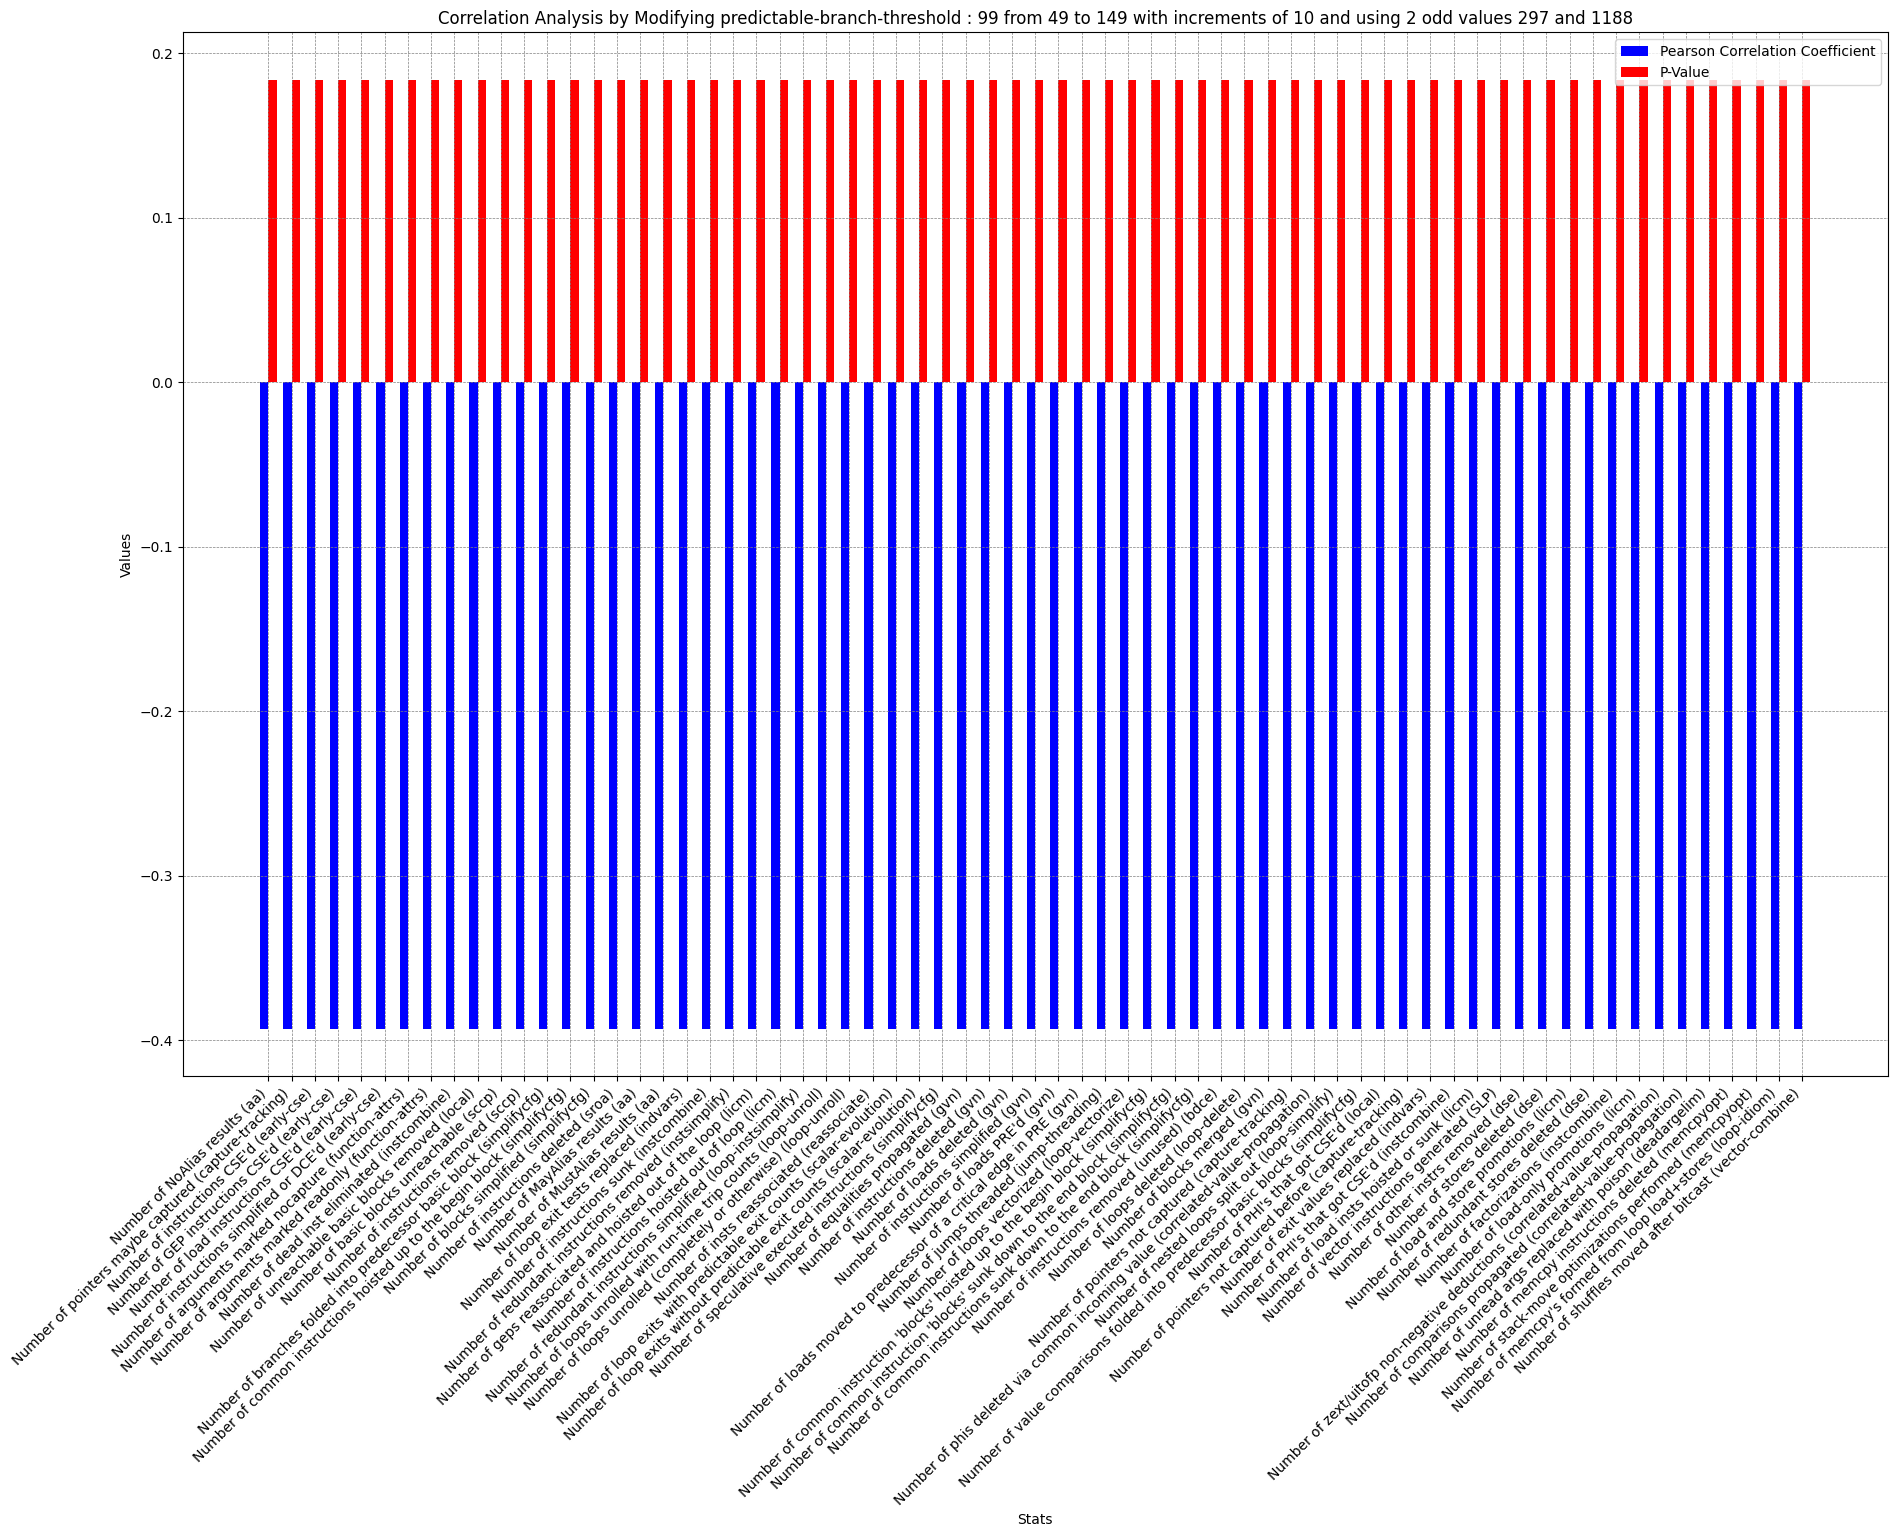 Correlation Analysis by Modifying predictable-branch-threshold : 99 from 49 to 149 with increments of 10 and using 2 odd values 297 and 1188
Pearson Correlation Coefficient
P-Value
0.2
0.1
0.0
−0.1
−0.2
−0.3
−0.4
Values
Number of NoAlias results (aa)
Number of pointers maybe captured (capture-tracking)
Number of instructions CSE'd (early-cse)
Number of GEP instructions CSE'd (early-cse)
Number of load instructions CSE'd (early-cse)
Number of instructions simplified or DCE'd (early-cse)
Number of arguments marked nocapture (function-attrs)
Number of arguments marked readonly (function-attrs)
Number of dead inst eliminated (instcombine)
Number of unreachable basic blocks removed (local)
Number of basic blocks unreachable (sccp)
Number of instructions removed (sccp)
Number of branches folded into predecessor basic block (simplifycfg)
Number of common instructions hoisted up to the begin block (simplifycfg)
Number of blocks simplified (simplifycfg)
Number of instructions deleted (sroa)
Number of MayAlias results (aa)
Number of MustAlias results (aa)
Number of loop exit tests replaced (indvars)
Number of instructions sunk (instcombine)
Number of redundant instructions removed (instsimplify)
Number of geps reassociated and hoisted out of the loop (licm)
Number of instructions hoisted out of loop (licm)
Number of redundant instructions simplified (loop-instsimplify)
Number of loops unrolled with run-time trip counts (loop-unroll)
Number of loops unrolled (completely or otherwise) (loop-unroll)
Number of insts reassociated (reassociate)
Number of loop exits with predictable exit counts (scalar-evolution)
Number of loop exits without predictable exit counts (scalar-evolution)
Number of speculative executed instructions (simplifycfg)
Number of equalities propagated (gvn)
Number of instructions deleted (gvn)
Number of loads deleted (gvn)
Number of instructions simplified (gvn)
Number of loads PRE'd (gvn)
Number of loads moved to predecessor of a critical edge in PRE (gvn)
Number of jumps threaded (jump-threading)
Number of loops vectorized (loop-vectorize)
Number of common instruction 'blocks' hoisted up to the begin block (simplifycfg)
Number of common instruction 'blocks' sunk down to the end block (simplifycfg)
Number of common instructions sunk down to the end block (simplifycfg)
Number of instructions removed (unused) (bdce)
Number of loops deleted (loop-delete)
Number of blocks merged (gvn)
Number of pointers not captured (capture-tracking)
Number of phis deleted via common incoming value (correlated-value-propagation)
Number of nested loops split out (loop-simplify)
Number of value comparisons folded into predecessor basic blocks (simplifycfg)
Number of PHI's that got CSE'd (local)
Number of pointers not captured before (capture-tracking)
Number of exit values replaced (indvars)
Number of PHI's that got CSE'd (instcombine)
Number of load insts hoisted or sunk (licm)
Number of vector instructions generated (SLP)
Number of other instrs removed (dse)
Number of stores deleted (dse)
Number of load and store promotions (licm)
Number of redundant stores deleted (dse)
Number of factorizations (instcombine)
Number of load-only promotions (licm)
Number of zext/uitofp non-negative deductions (correlated-value-propagation)
Number of comparisons propagated (correlated-value-propagation)
Number of unread args replaced with poison (deadargelim)
Number of memcpy instructions deleted (memcpyopt)
Number of stack-move optimizations performed (memcpyopt)
Number of memcpy's formed from loop load+stores (loop-idiom)
Number of shuffles moved after bitcast (vector-combine)
Stats